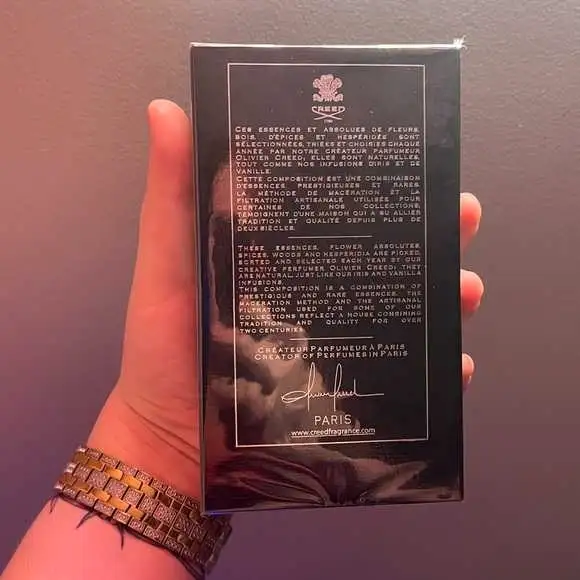 CREED
1760
CES ESSENCES ET ABSOLUES DE FLEURS,
BOIS, D'ÉPICES ET HESPÉRIDÉS SONT
SÉLECTIONNÉES, TRIÉES ET CHOISIES CHAQUE
ANNÉE PAR NOTRE CRÉATEUR PARFUMEUR
OLIVIER CREED; ELLES SONT NATURELLES,
TOUT COMME NOS INFUSIONS D'IRIS ET DE
VANILLE.
CETTE COMPOSITION EST UNE COMBINAISON
D'ESSENCES PRESTIGIEUSES ET RARES.
LA MÉTHODE DE MACÉRATION ET LA
FILTRATION ARTISANALE UTILISÉE POUR
CERTAINES DE NOS COLLECTIONS,
TÉMOIGNENT D'UNE MAISON QUI A SU ALLIER
TRADITION ET QUALITÉ DEPUIS PLUS DE
DEUX SIÈCLES.
THESE ESSENCES, FLOWER ABSOLUTES,
SPICES, WOODS AND HESPERIDIA ARE PICKED,
SORTED AND SELECTED EACH YEAR BY OUR
CREATIVE PERFUMER OLIVIER CREED; THEY
ARE NATURAL, JUST LIKE OUR IRIS AND VANILLA
INFUSIONS.
THIS COMPOSITION IS A COMBINATION OF
PRESTIGIOUS AND RARE ESSENCES. THE
MACERATION METHOD AND THE ARTISANAL
FILTRATION USED FOR SOME OF OUR
COLLECTIONS REFLECT A HOUSE COMBINING
TRADITION AND QUALITY FOR OVER
TWO CENTURIES.
CRÉATEUR PARFUMEUR À PARIS
CREATOR OF PERFUMES IN PARIS
PARIS
www.creedfragrance.com